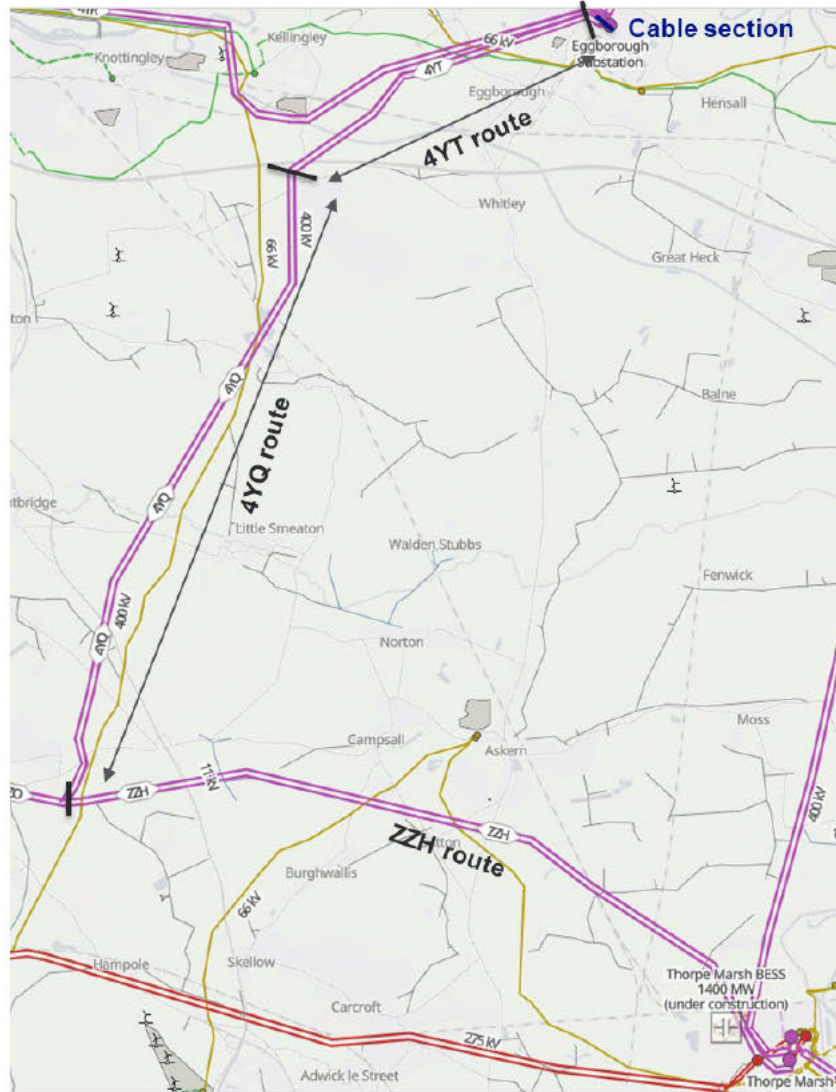 Cable section
Kellingley
Knottingley
66 kV
4YT
Eggborough
Substation
Eggborough
Hensall
4YT route
Whitley
400 kV
66 kV
Great Heck
ton
4YQ
Balne
4YQ route
4YQ
Little Smeaton
Walden Stubbs
Fenwick
400 kV
4YQ
Norton
Moss
Campsall
Askern
11 kV
ZZH
ZZH
400 kV
ZZH route
Burghwallis
66 kV
Hampole
Skellow
Thorpe Marsh BESS
1400 MW
(under construction)
Carcroft
275 kV
Adwick le Street
Thorpe Marsh